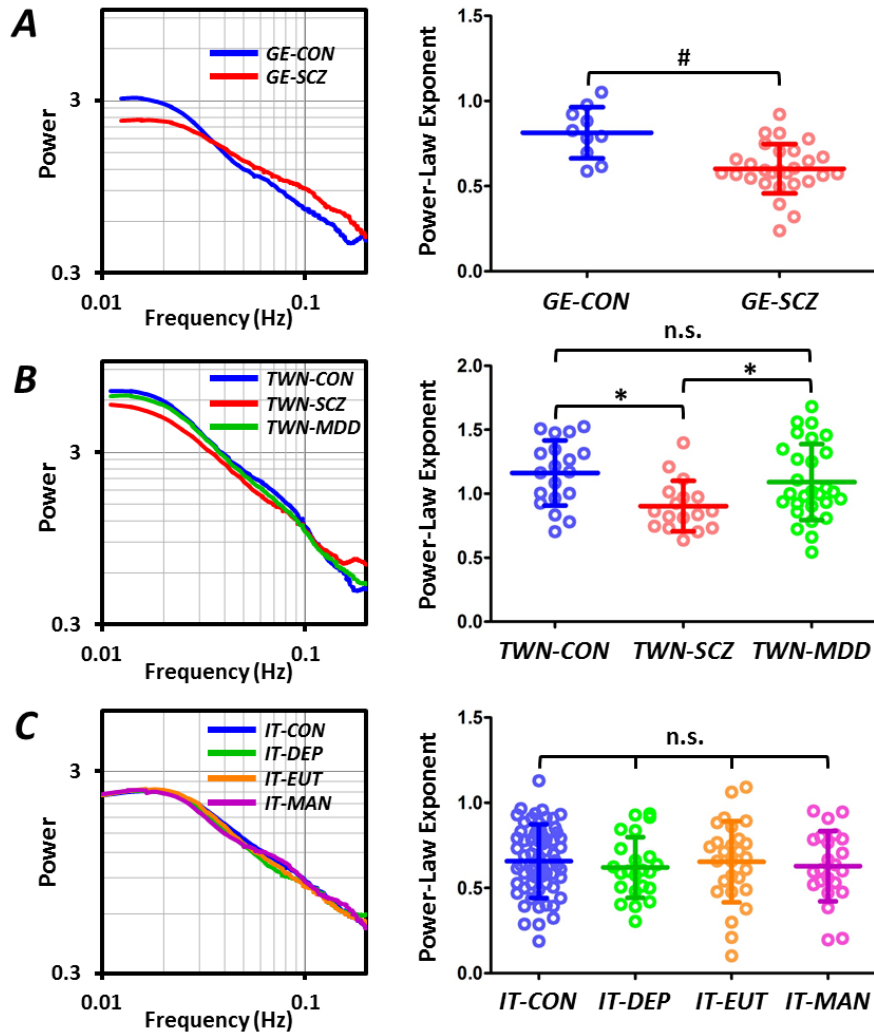 A
Power
3
0.3
0.01
0.1
Frequency (Hz)
GE-CON
GE-SCZ
Power-Law Exponent
1.5
1.0
0.5
0.0
#
GE-CON
GE-SCZ
B
Power
3
0.3
0.01
0.1
Frequency (Hz)
TWN-CON
TWN-SCZ
TWN-MDD
Power-Law Exponent
2.0
1.5
1.0
0.5
0.0
n.s.
*
*
TWN-CON
TWN-SCZ
TWN-MDD
C
Power
3
0.3
0.01
0.1
Frequency (Hz)
IT-CON
IT-DEP
IT-EUT
IT-MAN
Power-Law Exponent
1.5
1.0
0.5
0.0
n.s.
IT-CON
IT-DEP
IT-EUT
IT-MAN